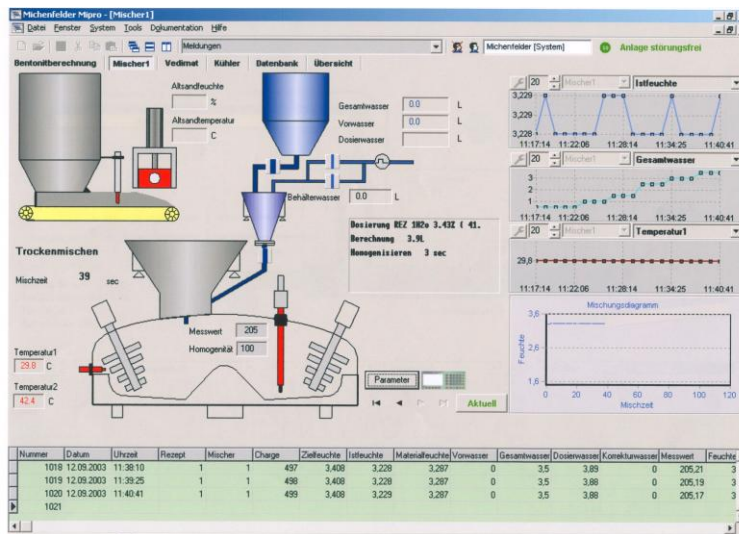 Michenfelder Mipro - [Mischer1]
Datei Fenster System Tools Dokumentation Hilfe
Meldungen
Michenfelder [System]
Anlage störungsfrei
Bentonitberechnung Mischer1 Vedimat Kühler Datenbank Übersicht
Altsandfeuchte
%
Altsandtemperatur
C
Gesamtwasser 0.0 L
Vorwasser 0.0 L
Dosierwasser L
Behälterwasser 0.0 L
20 Mischer1 Istfeuchte
3,229
3,228
11:17:14 11:22:06 11:28:14 11:34:25 11:40:41
20 Mischer1 Gesamtwasser
3
2
1
11:17:14 11:22:06 11:28:14 11:34:25 11:40:41
20 Mischer1 Temperatur1
29,8
11:17:14 11:22:06 11:28:14 11:34:25 11:40:41
Dosierung REZ 182o 3.43% ( 41.
Berechnung 3.9L
Homogenisieren 3 sec
Trockenmischen
Mischzeit 39 sec
Messwert 205
Homogenität 100
Temperatur1
29.8 C
Temperatur2
42.4 C
Parameter
Aktuell
Mischungsdiagramm
Feuchte
3,6
2,6
1,6
0 20 40 60 80 100 120
Mischzeit
Nummer Datum Uhrzeit Rezept Mischer Charge Zielfeuchte Istfeuchte Materialfeuchte Vorwasser Gesamtwasser Dosierwasser Korrekturwasser Messwert Feuchte
1018 12.09.2003 11:38:10 1 1 497 3,408 3,228 3,287 0 3,5 3,89 0 205,21 3
1019 12.09.2003 11:39:25 1 1 498 3,408 3,228 3,287 0 3,5 3,88 0 205,19 3
1020 12.09.2003 11:40:41 1 1 499 3,408 3,229 3,287 0 3,5 3,88 0 205,17 3
1021